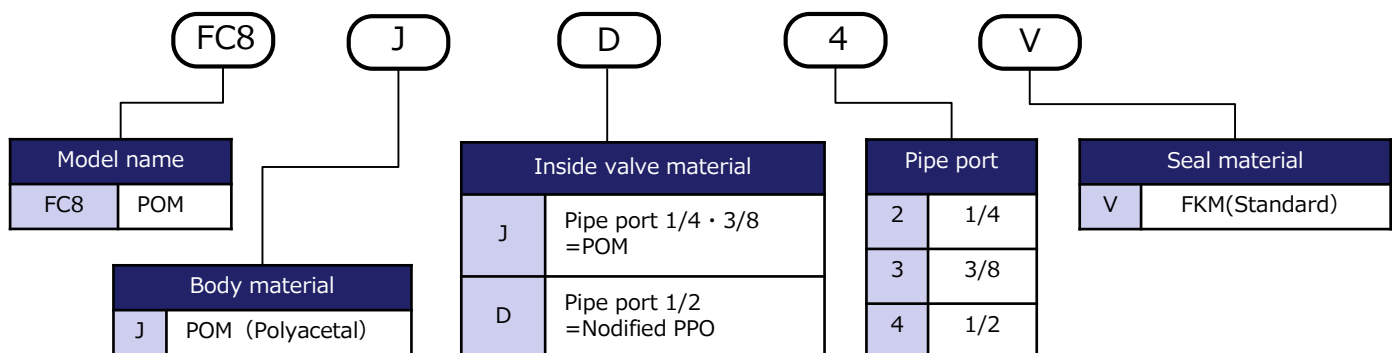 FC8 J D 4 V
Model name
FC8 POM
Body material
J POM（Polyacetal）
Inside valve material
J Pipe port 1/4・3/8
=POM
D Pipe port 1/2
=Nodified PPO
Pipe port
2 1/4
3 3/8
4 1/2
Seal material
V FKM(Standard）